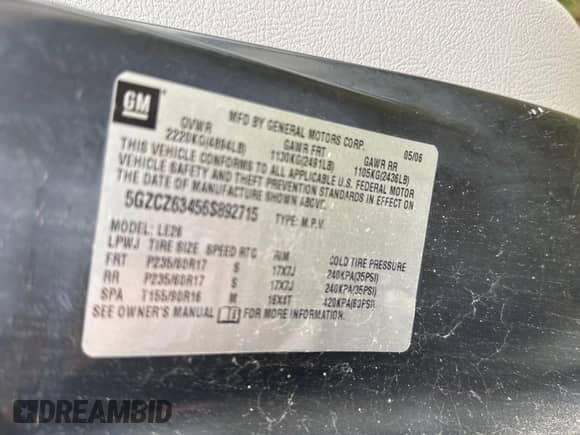 GM
MFD BY GENERAL MOTORS CORP. 05/06
GVWR GAWR FRT GAWR RR
2220KG(4894LB) 1130KG(2491LB) 1105KG(2436LB)
THIS VEHICLE CONFORMS TO ALL APPLICABLE U.S. FEDERAL MOTOR
VEHICLE SAFETY AND THEFT PREVENTION STANDARDS IN EFFECT ON
THE DATE OF MANUFACTURE SHOWN ABOVE.
5GZCZ63456S892715 TYPE: M.P.V.
MODEL: LE26
LPWJ TIRE SIZE SPEED RTG RIM COLD TIRE PRESSURE
FRT P235/60R17 S 17X7J 240KPA(35PSI)
RR P235/60R17 S 17X7J 240KPA(35PSI)
SPA T155/90R16 M 16X4T 420KPA(60PSI)
SEE OWNER'S MANUAL FOR MORE INFORMATION
DREAMBID